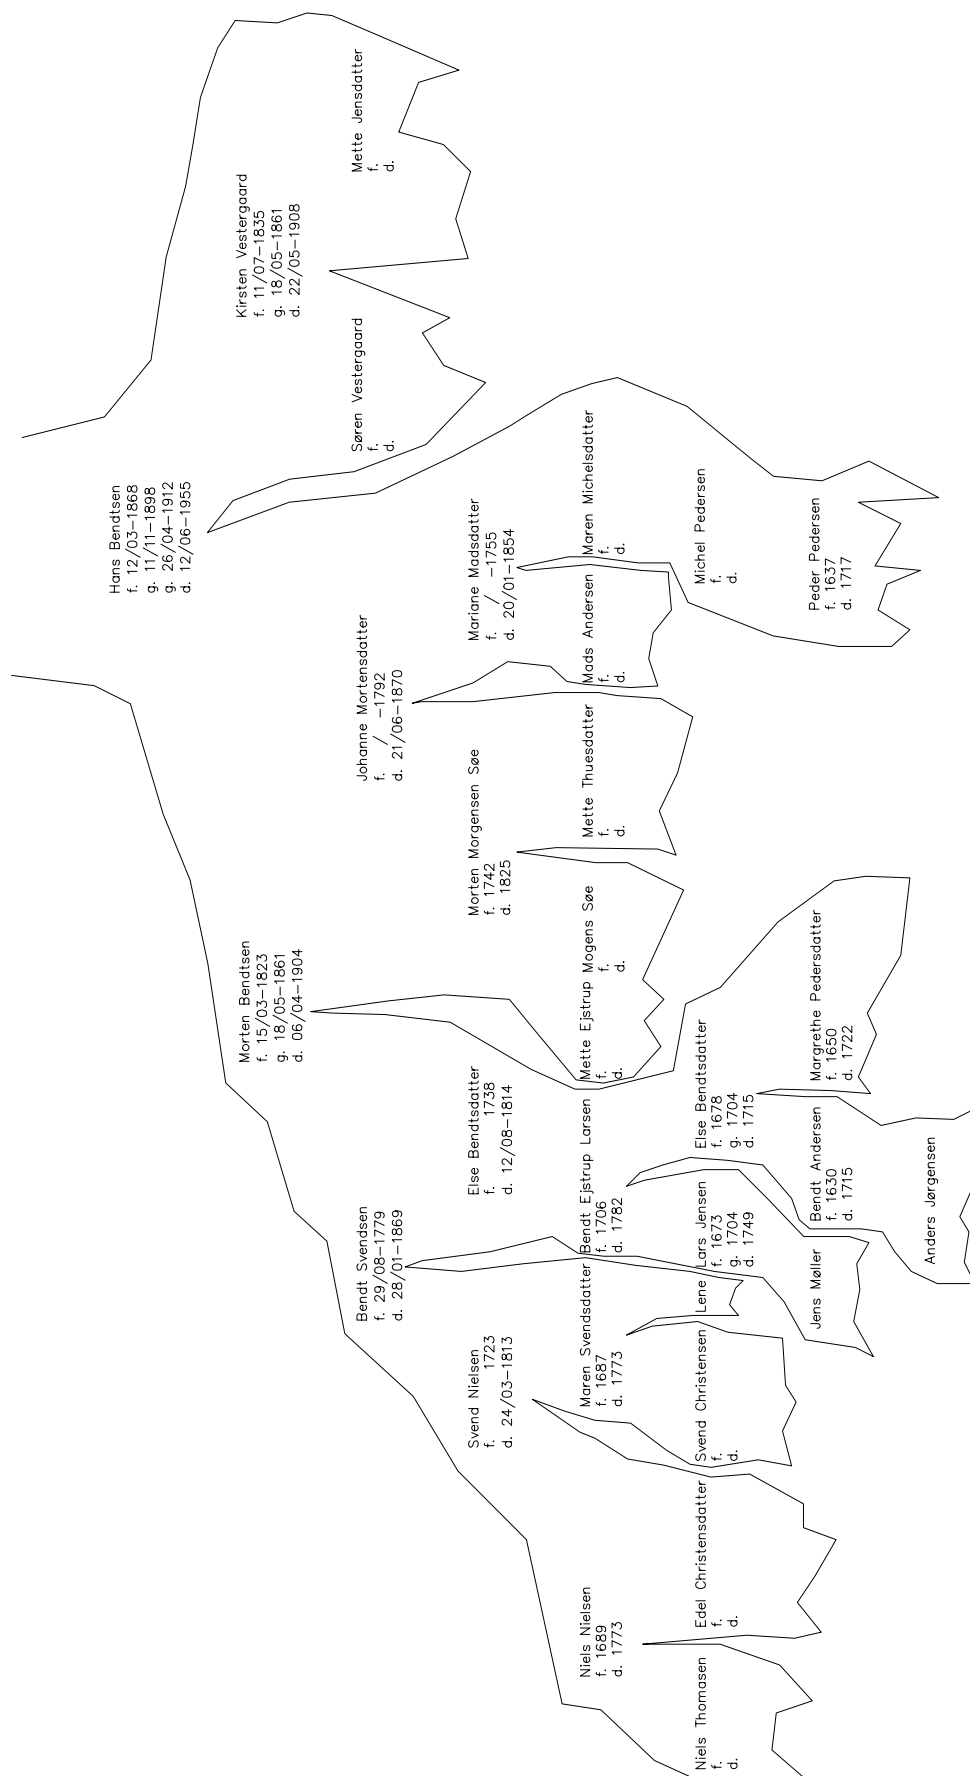 Hans Bendtsen
f. 12/03-1868
g. 11/11-1898
g. 26/04-1912
d. 12/06-1955
Morten Bendtsen
f. 15/03-1823
g. 18/05-1861
d. 06/04-1904
Kirsten Vestergaard
f. 11/07-1835
g. 18/05-1861
d. 22/05-1908
Bendt Svendsen
f. 29/08-1779
d. 28/01-1869
Johanne Mortensdatter
f. / -1792
d. 21/06-1870
Søren Vestergaard
f.
d.
Mette Jensdatter
f.
d.
Svend Nielsen
f. 1723
d. 24/03-1813
Else Bendtsdatter
f. 1738
d. 12/08-1814
Morten Morgensen Søe
f. 1742
d. 1825
Mariane Madsdatter
f. / -1755
d. 20/01-1854
Niels Nielsen
f. 1689
d. 1773
Maren Svendsdatter
f. 1687
d. 1773
Bendt Ejstrup Larsen
f. 1706
d. 1782
Mette Ejstrup
f.
d.
Mogens Søe
f.
d.
Mette Thuesdatter
f.
d.
Mads Andersen
f.
d.
Maren Michelsdatter
f.
d.
Niels Thomasen
f.
d.
Edel Christensdatter
f.
d.
Svend Christensen
f.
d.
Lene
Lars Jensen
f. 1673
g. 1704
d. 1749
Else Bendtsdatter
f. 1678
g. 1704
d. 1715
Michel Pedersen
f.
d.
Jens Møller
Bendt Andersen
f. 1630
d. 1715
Margrethe Pedersdatter
f. 1650
d. 1722
Peder Pedersen
f. 1637
d. 1717
Anders Jørgensen